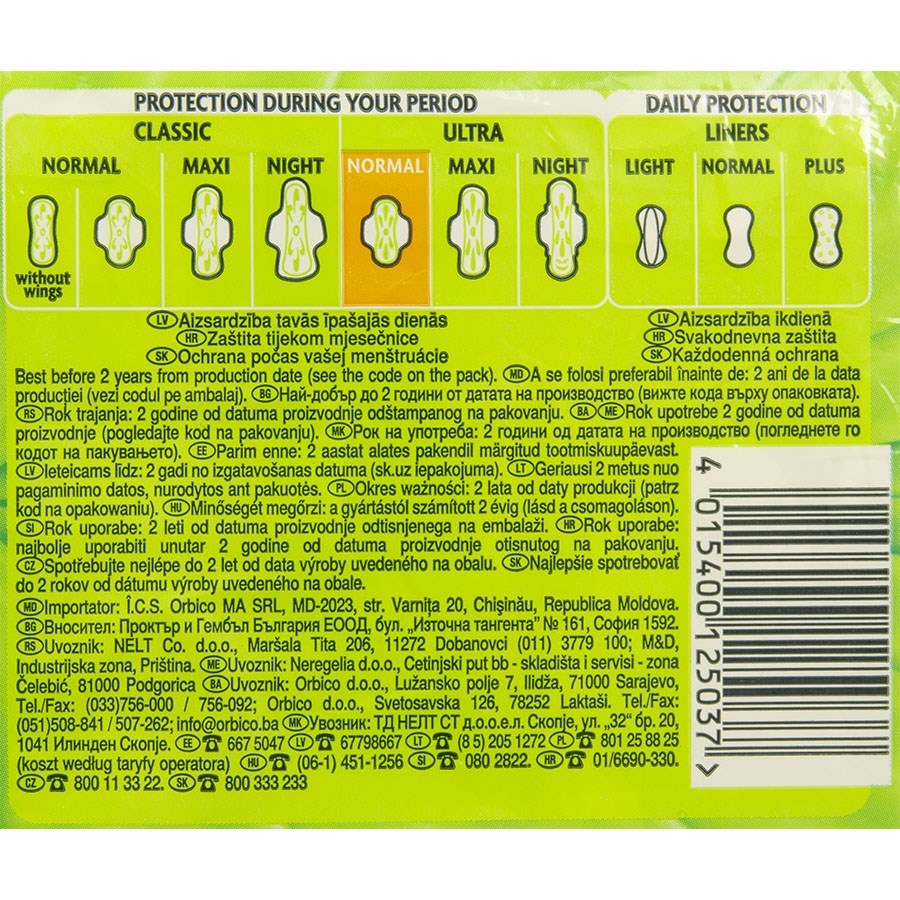 PROTECTION DURING YOUR PERIOD
DAILY PROTECTION
CLASSIC
ULTRA
LINERS
NORMAL MAXI NIGHT NORMAL MAXI NIGHT LIGHT NORMAL PLUS
without
wings
LV Aizsardzība tavās īpašajās dienās
HR Zaštita tijekom mjesečnice
SK Ochrana počas vašej menštruácie
LV Aizsardzība ikdienā
HR Svakodnevna zaštita
SK Každodenná ochrana
Best before 2 years from production date (see the code on the pack). MD A se folosi preferabil înainte de: 2 ani de la data
producției (vezi codul pe ambalaj). BG Най-добър до 2 години от датата на производство (вижте кода върху опаковката).
RS Rok trajanja: 2 godine od datuma proizvodnje odštampanog na pakovanju. BA ME Rok upotrebe 2 godine od datuma
proizvodnje (pogledajte kod na pakovanju). MK Рок на употреба: 2 години од датата на производство (погледнете го
кодот на пакувањето). EE Parim enne: 2 aastat alates pakendil märgitud tootmiskuupäevast.
LV Ieteicams līdz: 2 gadi no izgatavošanas datuma (sk.uz iepakojuma). LT Geriausi 2 metus nuo
pagaminimo datos, nurodytos ant pakuotės. PL Okres ważności: 2 lata od daty produkcji (patrz
kod na opakowaniu). HU Minőségét megőrzi: a gyártástól számított 2 évig (lásd a csomagoláson).
SI Rok uporabe: 2 leti od datuma proizvodnje odtisnjenega na embalaži. HR Rok uporabe:
najbolje uporabiti unutar 2 godine od datuma proizvodnje otisnutog na pakovanju.
CZ Spotřebujte nejlépe do 2 let od data výroby uvedeného na obalu. SK Najlepšie spotrebovať
do 2 rokov od dátumu výroby uvedeného na obale.
MD Importator: Î.C.S. Orbico MA SRL, MD-2023, str. Varnița 20, Chișinău, Republica Moldova.
BG Вносител: Проктър и Гембъл България ЕООД, бул. „Източна тангента" № 161, София 1592.
RS Uvoznik: NELT Co. d.o.o., Maršala Tita 206, 11272 Dobanovci (011) 3779 100; M&D,
Industrijska zona, Priština. ME Uvoznik: Neregelia d.o.o., Cetinjski put bb - skladišta i servisi - zona
Čelebić, 81000 Podgorica BA Uvoznik: Orbico d.o.o., Lužansko polje 7, Ilidža, 71000 Sarajevo,
Tel./Fax: (033)756-000 / 756-092; Orbico d.o.o., Svetosavska 126, 78252 Laktaši. Tel./Fax:
(051)508-841 / 507-262; info@orbico.ba MK Увозник: ТД НЕЛТ СТ д.о.о.ел. Скопје, ул. „32" бр. 20,
1041 Илинден Скопје. EE ☎ 667 5047 LV ☎ 67798667 LT ☎ (8 5) 205 1272 PL ☎ 801 25 88 25
(koszt według taryfy operatora) HU ☎ (06-1) 451-1256 SI ☎ 080 2822. HR ☎ 01/6690-330.
CZ ☎ 800 11 33 22. SK ☎ 800 333 233
4 015400 125037 >